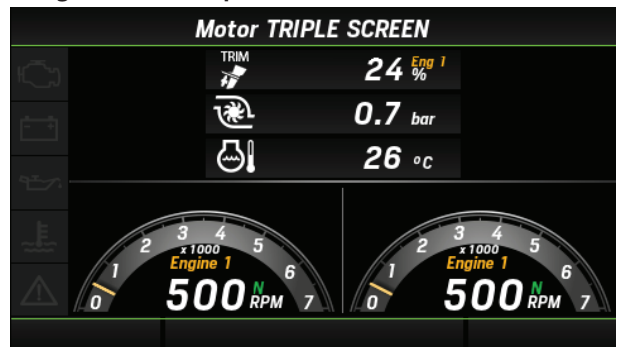 Motor TRIPLE SCREEN
TRIM
24 % Eng 1
0.7 bar
26 °C
0 1 2 3 4 5 6 7
x 1000
Engine 1
500 N RPM
0 1 2 3 4 5 6 7
x 1000
Engine 1
500 N RPM